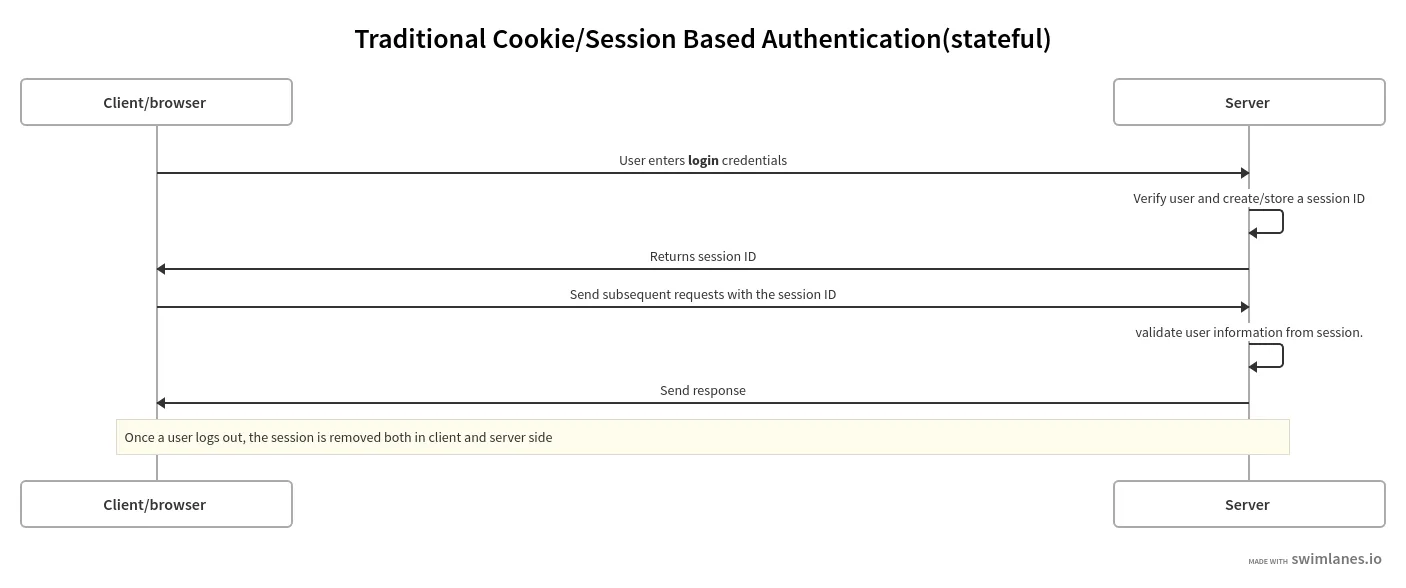 Traditional Cookie/Session Based Authentication(stateful)
Client/browser
Server
User enters login credentials
Verify user and create/store a session ID
Returns session ID
Send subsequent requests with the session ID
validate user information from session.
Send response
Once a user logs out, the session is removed both in client and server side
Client/browser
Server
MADE WITH swimlanes.io